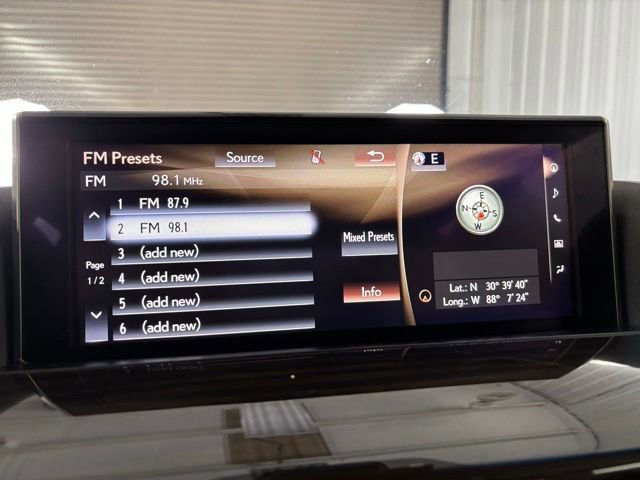 FM Presets Source E
FM 98.1 MHz
1 FM 87.9
2 FM 98.1
3 (add new)
4 (add new)
5 (add new)
6 (add new)
Page
1/2
Mixed Presets
Info
E
N S
W
Lat.: N 30° 39' 40"
Long.: W 88° 7' 24"